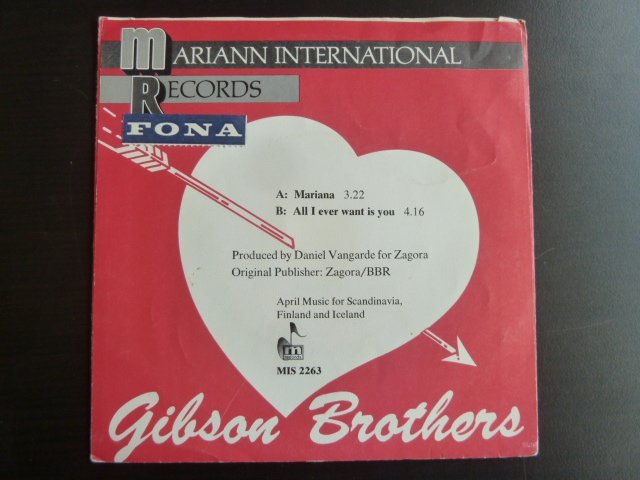 MARIANN INTERNATIONAL
RECORDS
FONA
A: Mariana 3.22
B: All I ever want is you 4.16
Produced by Daniel Vangarde for Zagora
Original Publisher: Zagora/BBR
April Music for Scandinavia,
Finland and Iceland
m
records
MIS 2263
Gibson Brothers